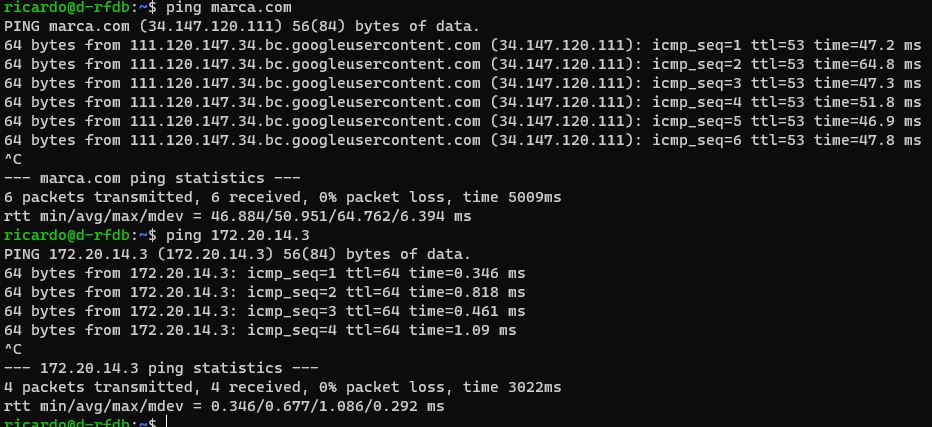 ricardo@d-rfdb:~$ ping marca.com
PING marca.com (34.147.120.111) 56(84) bytes of data.
64 bytes from 111.120.147.34.bc.googleusercontent.com (34.147.120.111): icmp_seq=1 ttl=53 time=47.2 ms
64 bytes from 111.120.147.34.bc.googleusercontent.com (34.147.120.111): icmp_seq=2 ttl=53 time=64.8 ms
64 bytes from 111.120.147.34.bc.googleusercontent.com (34.147.120.111): icmp_seq=3 ttl=53 time=47.3 ms
64 bytes from 111.120.147.34.bc.googleusercontent.com (34.147.120.111): icmp_seq=4 ttl=53 time=51.8 ms
64 bytes from 111.120.147.34.bc.googleusercontent.com (34.147.120.111): icmp_seq=5 ttl=53 time=46.9 ms
64 bytes from 111.120.147.34.bc.googleusercontent.com (34.147.120.111): icmp_seq=6 ttl=53 time=47.8 ms
^C
--- marca.com ping statistics ---
6 packets transmitted, 6 received, 0% packet loss, time 5009ms
rtt min/avg/max/mdev = 46.884/50.951/64.762/6.394 ms
ricardo@d-rfdb:~$ ping 172.20.14.3
PING 172.20.14.3 (172.20.14.3) 56(84) bytes of data.
64 bytes from 172.20.14.3: icmp_seq=1 ttl=64 time=0.346 ms
64 bytes from 172.20.14.3: icmp_seq=2 ttl=64 time=0.818 ms
64 bytes from 172.20.14.3: icmp_seq=3 ttl=64 time=0.461 ms
64 bytes from 172.20.14.3: icmp_seq=4 ttl=64 time=1.09 ms
^C
--- 172.20.14.3 ping statistics ---
4 packets transmitted, 4 received, 0% packet loss, time 3022ms
rtt min/avg/max/mdev = 0.346/0.677/1.086/0.292 ms
ricardo@d-rfdb:~$